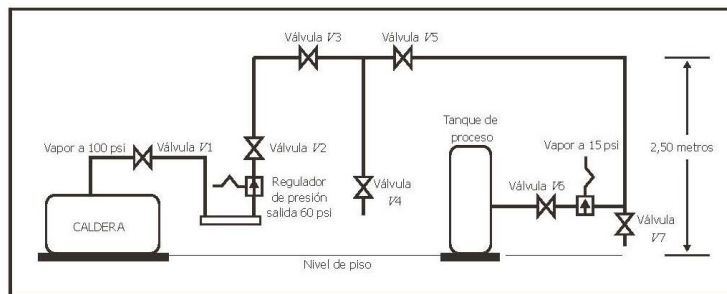 Válvula V3
Válvula V5
Tanque de
proceso
Vapor a 15 psi
2,50 metros
Vapor a 100 psi
Válvula V1
Válvula V2
Regulador
de presión
salida 60 psi
Válvula
V4
Válvula V6
Válvula
V7
CALDERA
Nivel de piso